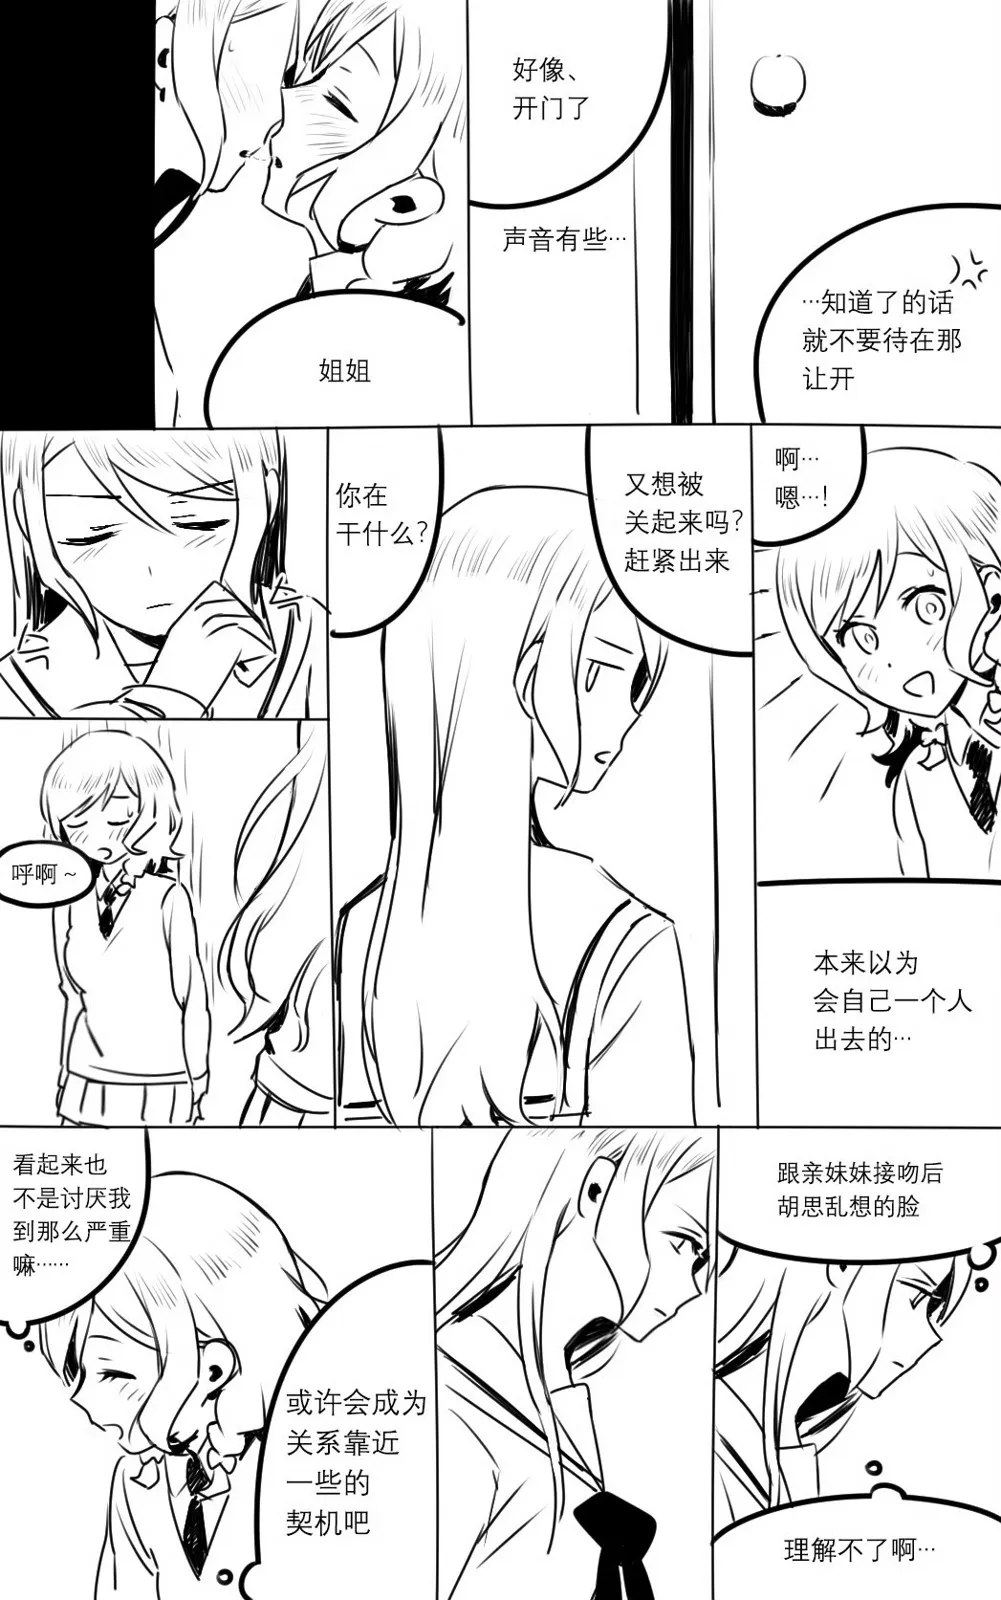 姐姐
好像、
开门了
声音有些…
…知道了的话
就不要待在那
让开
呼啊~
你在
干什么?
又想被
关起来吗?
赶紧出来
啊…
嗯…!
本来以为
会自己一个人
出去的…
看起来也
不是讨厌我
到那么严重
嘛……
或许会成为
关系靠近
一些的
契机吧
跟亲妹妹接吻后
胡思乱想的脸
理解不了啊…